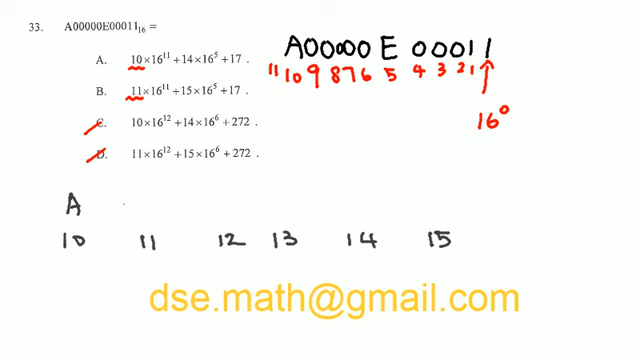 33. A00000E00011₁₆ =
A. 10×16¹¹ +14×16⁵ +17 .
B. 11×16¹¹ +15×16⁵ +17 .
C. 10×16¹² +14×16⁶ +272 .
D. 11×16¹² +15×16⁶ +272 .
A00000 E 00011
11 10 9 8 7 6 5 4 3 2 1
16⁰
A
10 11 12 13 14 15
dse.math@gmail.com